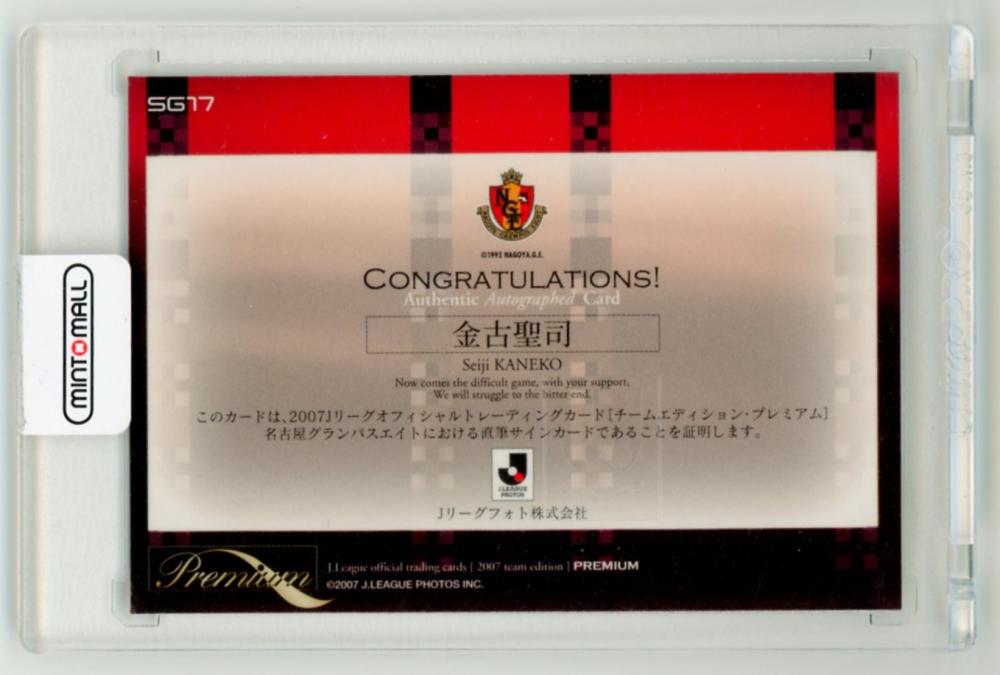 SG17
NGE
©1992 NAGOYA.G.E.
CONGRATULATIONS!
Authentic Autographed Card
金古聖司
Seiji KANEKO
Now comes the difficult game, with your support,
We will struggle to the bitter end.
このカードは、2007Jリーグオフィシャルトレーディングカード[チームエディション・プレミアム]
名古屋グランパスエイトにおける直筆サインカードであることを証明します。
J.LEAGUE
PHOTOS
Jリーグフォト株式会社
Premium
J.League official trading cards | 2007 team edition | PREMIUM
©2007 J.LEAGUE PHOTOS INC.
MINT MALL